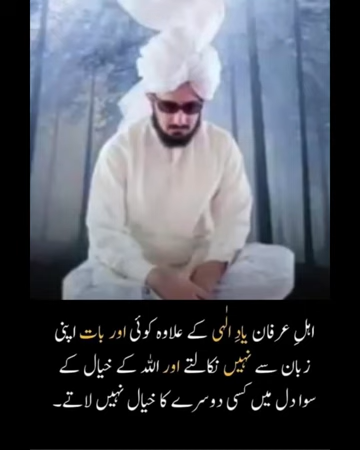 اہلِ عرفان یادِ الٰہی کے علاوہ کوئی اور بات اپنی
زبان سے نہیں نکالتے اور اللہ کے خیال کے
سوا دل میں کسی دوسرے کا خیال نہیں لاتے۔